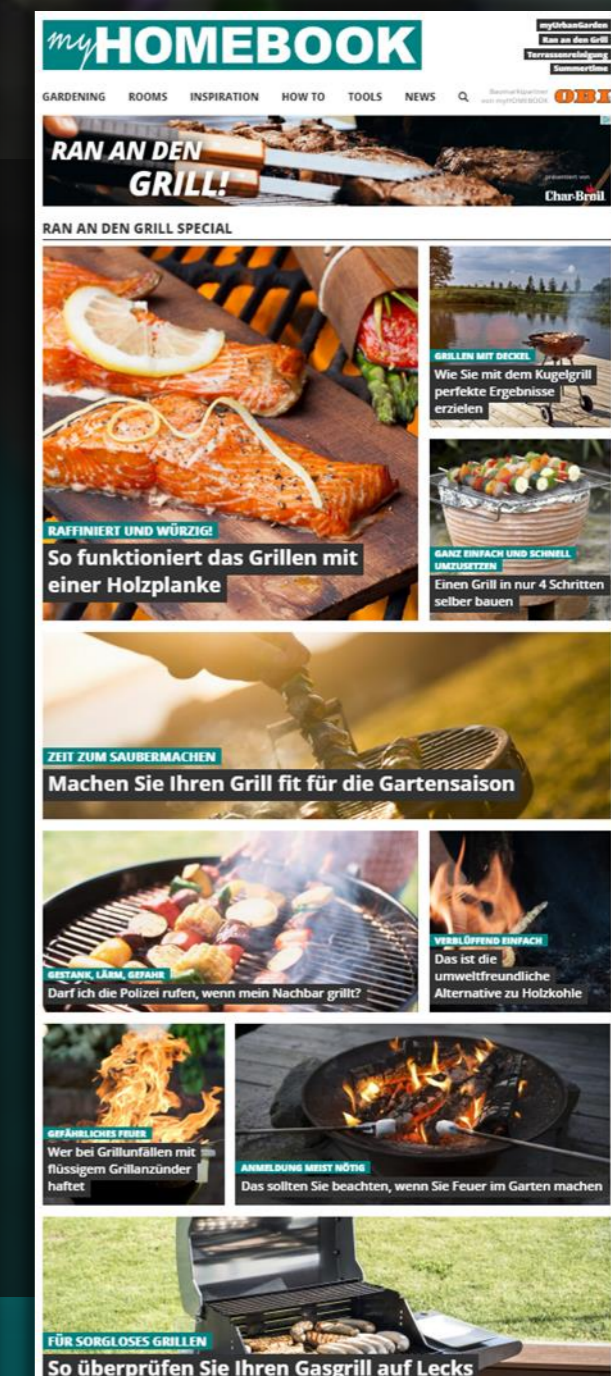 myHOMEBOOK
myUrbanGarden
Ran an den Grill
Terrassenreinigung
Summertime
GARDENING ROOMS INSPIRATION HOW TO TOOLS NEWS
Baumarktpartner
von myHOMEBOOK
OBI
RAN AN DEN
GRILL!
präsentiert von
Char-Broil
RAN AN DEN GRILL SPECIAL
RAFFINIERT UND WÜRZIG!
So funktioniert das Grillen mit
einer Holzplanke
GRILLEN MIT DECKEL
Wie Sie mit dem Kugelgrill
perfekte Ergebnisse
erzielen
GANZ EINFACH UND SCHNELL
UMZUSETZEN
Einen Grill in nur 4 Schritten
selber bauen
ZEIT ZUM SAUBERMACHEN
Machen Sie Ihren Grill fit für die Gartensaison
GESTANK, LÄRM, GEFAHR
Darf ich die Polizei rufen, wenn mein Nachbar grillt?
VERBLÜFFEND EINFACH
Das ist die
umweltfreundliche
Alternative zu Holzkohle
GEFÄHRLICHES FEUER
Wer bei Grillunfällen mit
flüssigem Grillanzünder
haftet
ANMELDUNG MEIST NÖTIG
Das sollten Sie beachten, wenn Sie Feuer im Garten machen
FÜR SORGLOSES GRILLEN
So überprüfen Sie Ihren Gasgrill auf Lecks